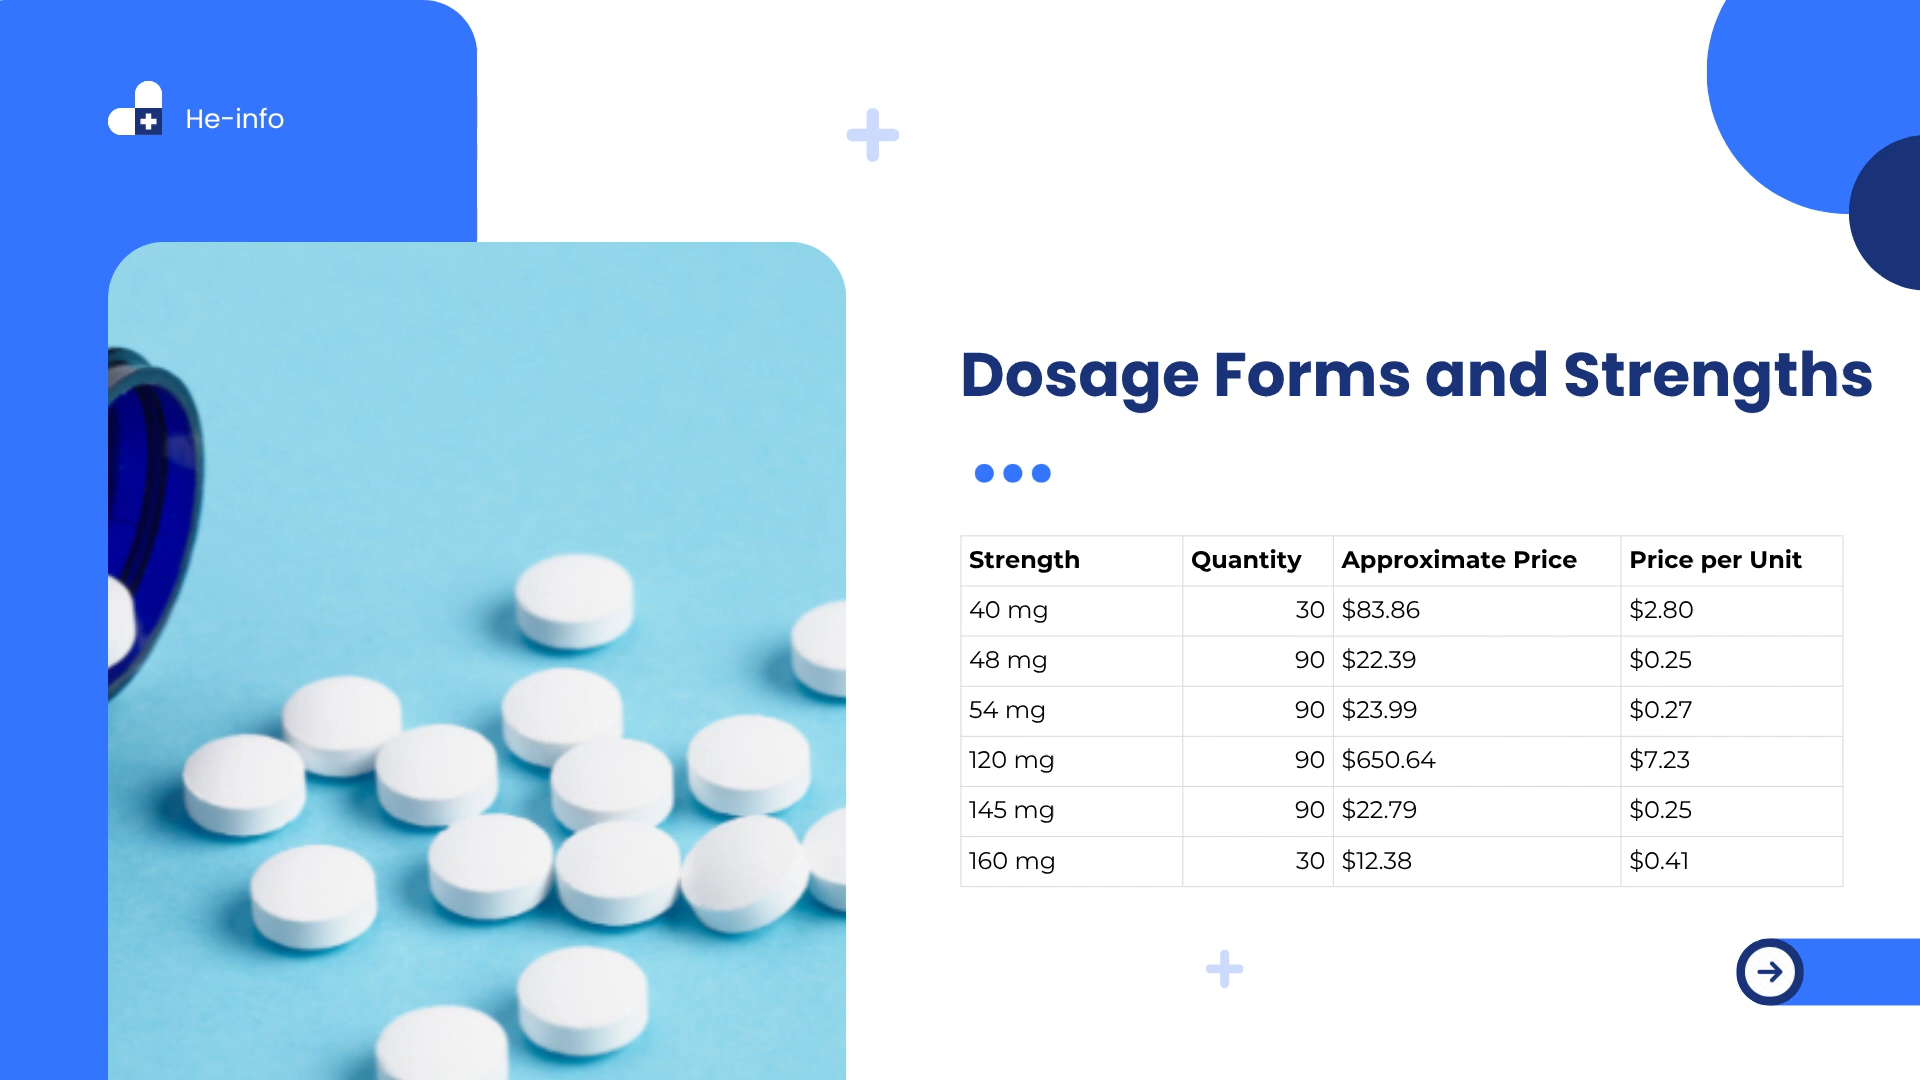 He-info
Dosage Forms and Strengths
Strength Quantity Approximate Price Price per Unit
40 mg 30 $83.86 $2.80
48 mg 90 $22.39 $0.25
54 mg 90 $23.99 $0.27
120 mg 90 $650.64 $7.23
145 mg 90 $22.79 $0.25
160 mg 30 $12.38 $0.41